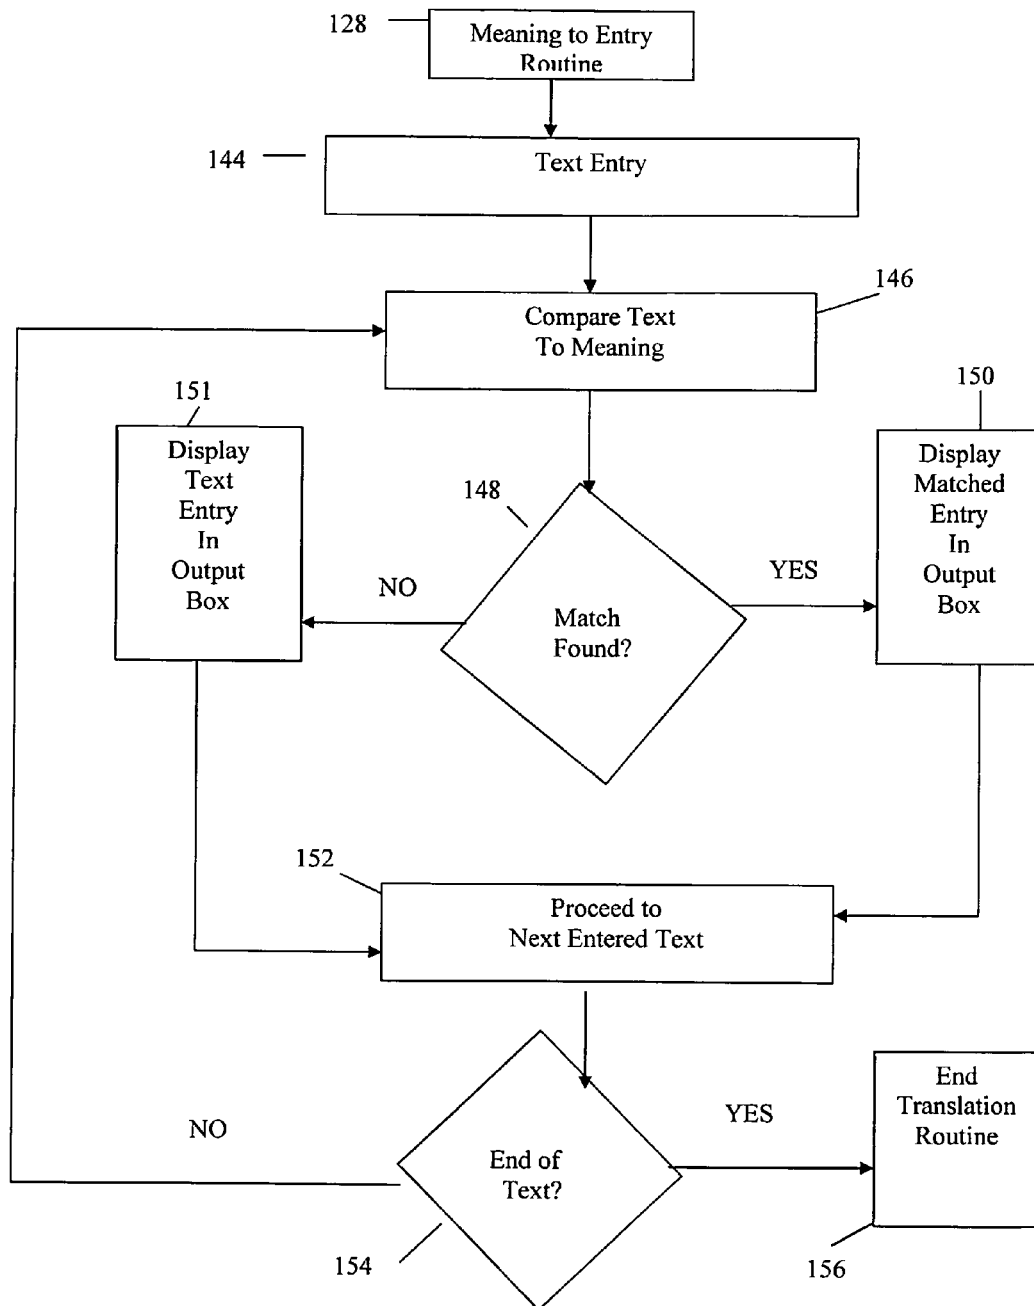 128
Meaning to Entry
Routine
144
Text Entry
146
Compare Text
To Meaning
151
Display
Text
Entry
In
Output
Box
150
Display
Matched
Entry
In
Output
Box
148
NO
YES
Match
Found?
152
Proceed to
Next Entered Text
NO
YES
End of
Text?
End
Translation
Routine
154
156